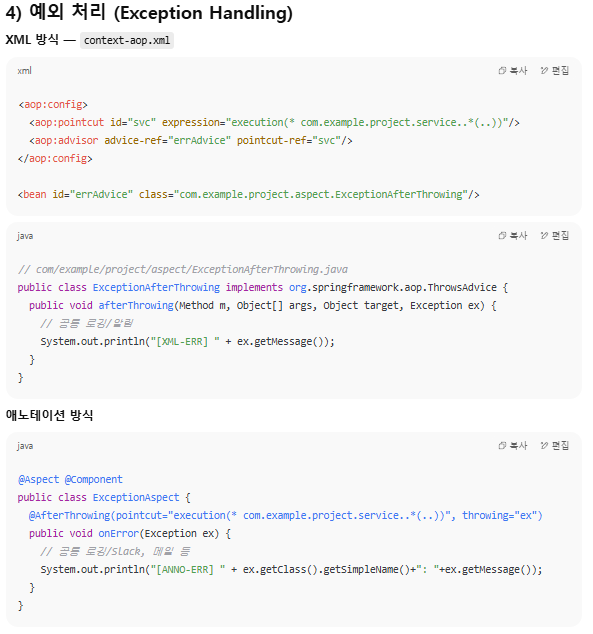 4) 예외 처리 (Exception Handling)
XML 방식 — context-aop.xml
xml
복사 편집
<aop:config>
  <aop:pointcut id="svc" expression="execution(* com.example.project.service..*(..))"/>
  <aop:advisor advice-ref="errAdvice" pointcut-ref="svc"/>
</aop:config>
<bean id="errAdvice" class="com.example.project.aspect.ExceptionAfterThrowing"/>
java
복사 편집
// com/example/project/aspect/ExceptionAfterThrowing.java
public class ExceptionAfterThrowing implements org.springframework.aop.ThrowsAdvice {
  public void afterThrowing(Method m, Object[] args, Object target, Exception ex) {
    // 공통 로깅/알림
    System.out.println("[XML-ERR] " + ex.getMessage());
  }
}
애노테이션 방식
java
복사 편집
@Aspect @Component
public class ExceptionAspect {
  @AfterThrowing(pointcut="execution(* com.example.project.service..*(..))", throwing="ex")
  public void onError(Exception ex) {
    // 공통 로깅/Slack, 메일 등
    System.out.println("[ANNO-ERR] " + ex.getClass().getSimpleName()+": "+ex.getMessage());
  }
}